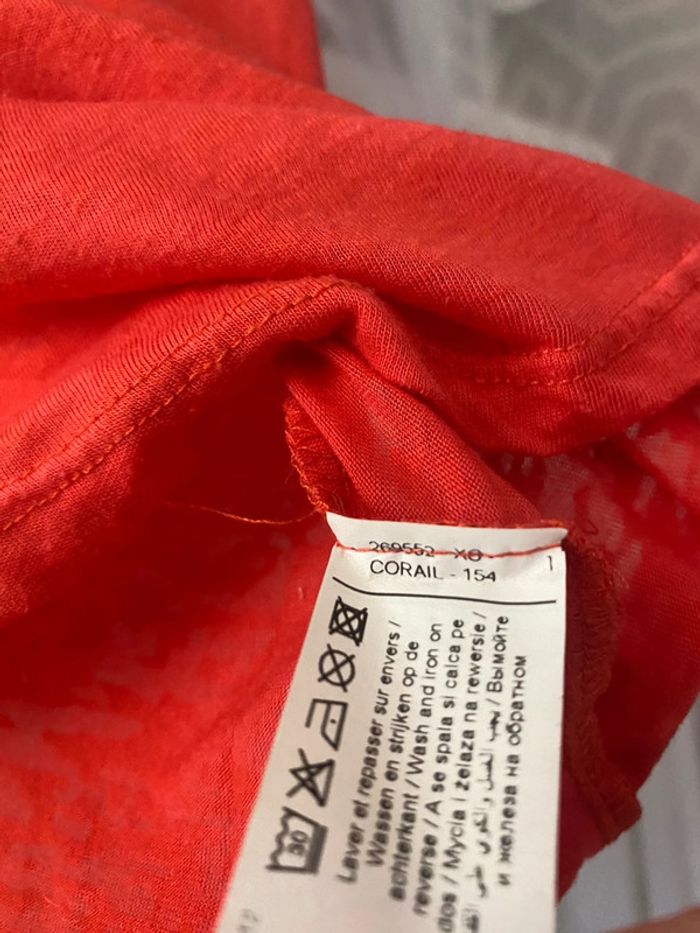 269552 - XO - 1
CORAIL - 154
Laver et repasser sur envers /
Wassen en strijken op de
achterkant / Wash and iron on
reverse / A se spala si calca pe
dos / Mycia i żelaza na rewersie /
يجب الغسل والكوي على / Вымойте
и железа на обратном
30